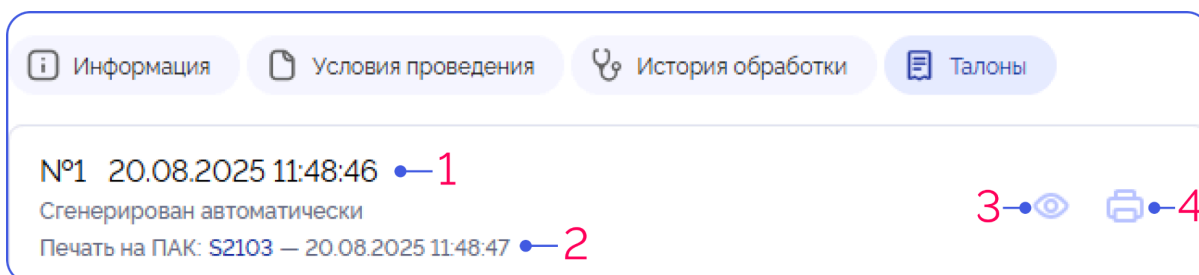 Информация Условия проведения История обработки Талоны
№1 20.08.2025 11:48:46 1
Сгенерирован автоматически
Печать на ПАК: S2103 — 20.08.2025 11:48:47 2
3 4